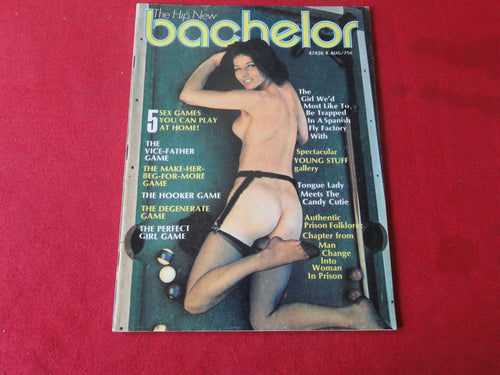 The Hip New
bachelor
47426 K AUG/75¢
5 SEX GAMES
YOU CAN PLAY
AT HOME!
THE
VICE-FATHER
GAME
THE MAKE-HER-
BEG-FOR-MORE
GAME
THE HOOKER GAME
THE DEGENERATE
GAME
THE PERFECT
GIRL GAME
The
Girl We'd
Most Like To
Be Trapped
In A Spanish
Fly Factory
With
Spectacular
YOUNG STUFF
gallery
Tongue Lady
Meets The
Candy Cutie
Authentic
Prison Folklore:
Chapter from
Man
Change
Into
Woman
In Prison